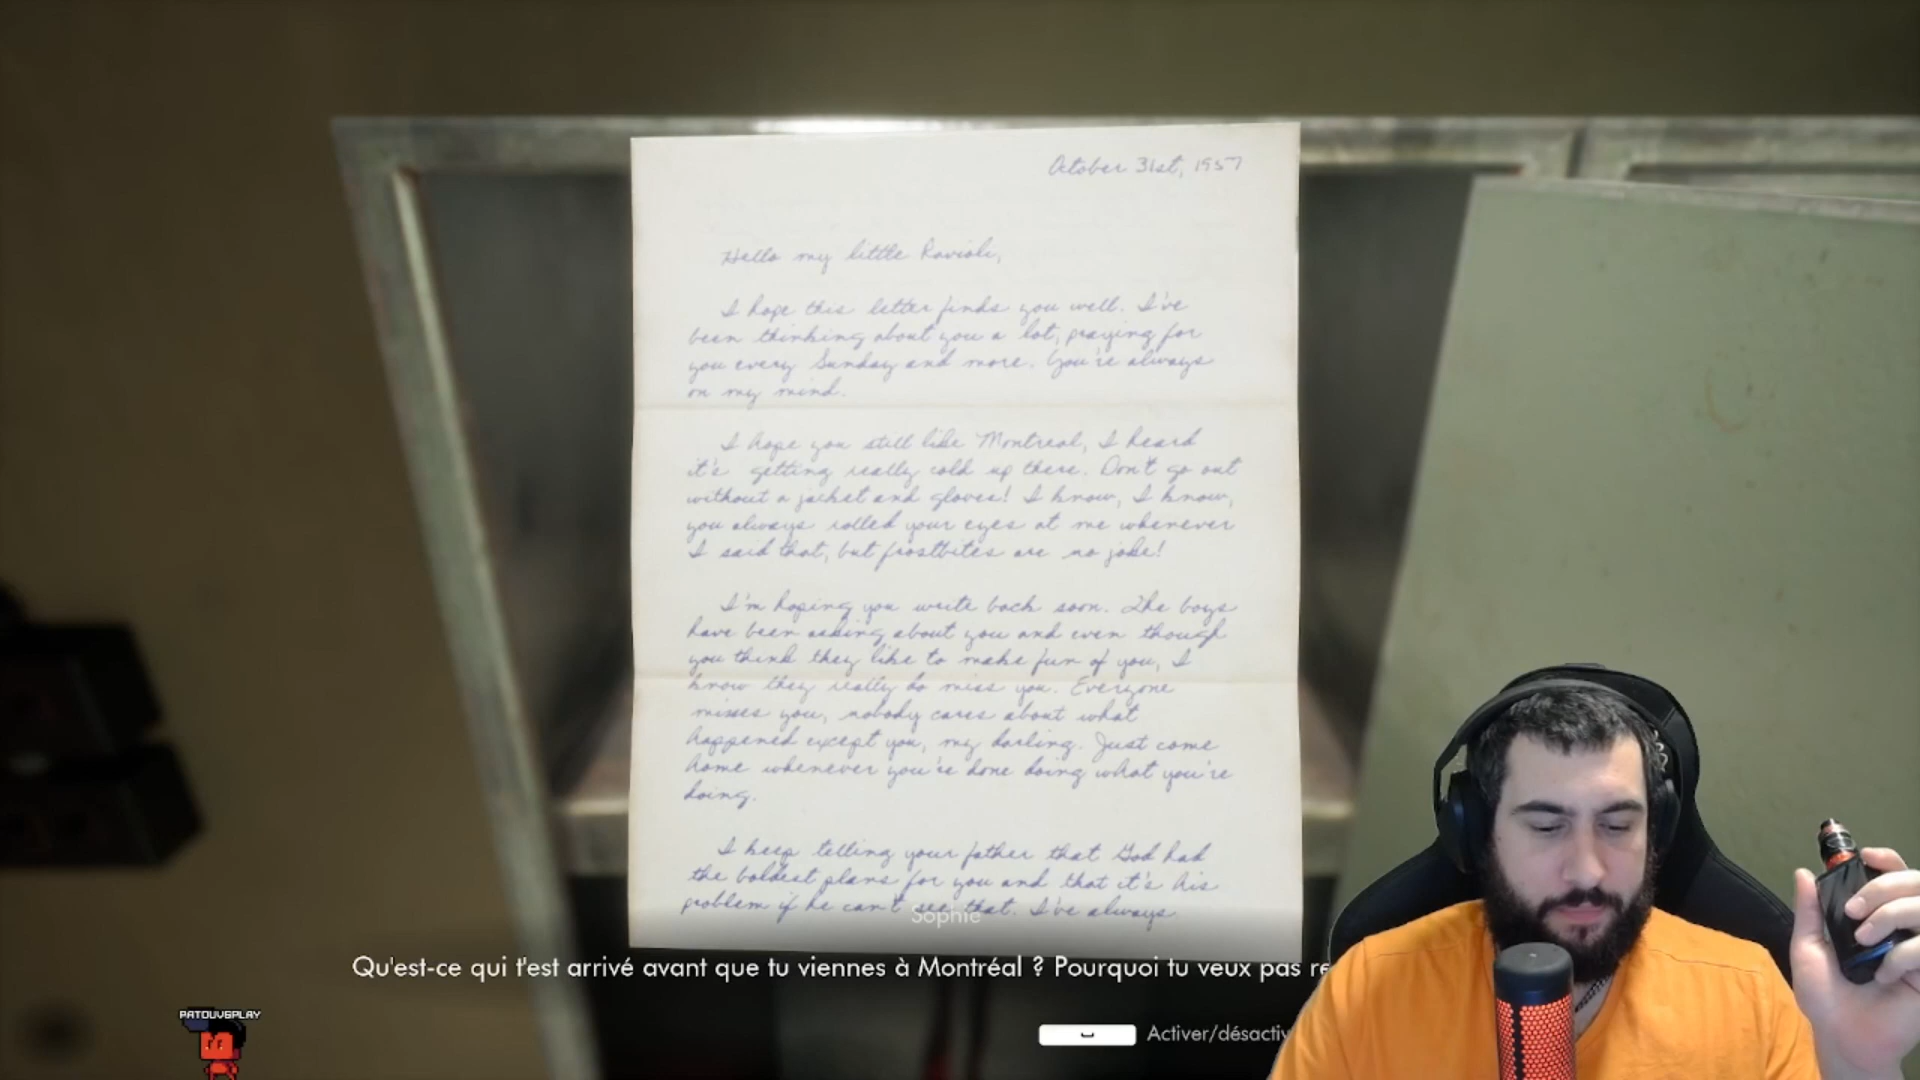 October 31st, 1957
Hello my little Ravioli,
I hope this letter finds you well. I've
been thinking about you a lot, praying for
you every Sunday and more. You're always
on my mind.
I hope you still like Montreal, I heard
it's getting really cold up there. Don't go out
without a jacket and gloves! I know, I know,
you always rolled your eyes at me whenever
I said that, but frostbites are no joke!
I'm hoping you write back soon. The boys
have been asking about you and even though
you think they like to make fun of you, I
know they really do miss you. Everyone
misses you, nobody cares about what
happened except you, my darling. Just come
home whenever you're done doing what you're
doing.
I keep telling your father that God had
the boldest plans for you and that it's his
problem if he can't see that. I've always
Sophie
Qu'est-ce qui t'est arrivé avant que tu viennes à Montréal ? Pourquoi tu veux pas re
PATOUVSPLAY
Activer/désactiv